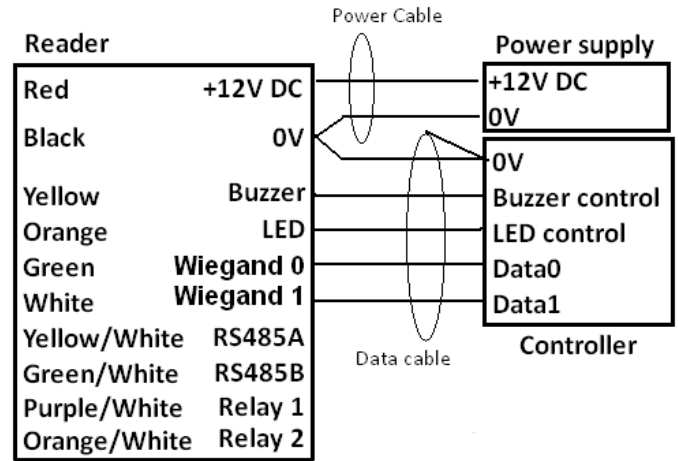 Power Cable
Reader
Power supply
Red +12V DC
+12V DC
0V
Black 0V
0V
Yellow Buzzer
Buzzer control
Orange LED
LED control
Green Wiegand 0
Data0
White Wiegand 1
Data1
Yellow/White RS485A
Controller
Data cable
Green/White RS485B
Purple/White Relay 1
Orange/White Relay 2